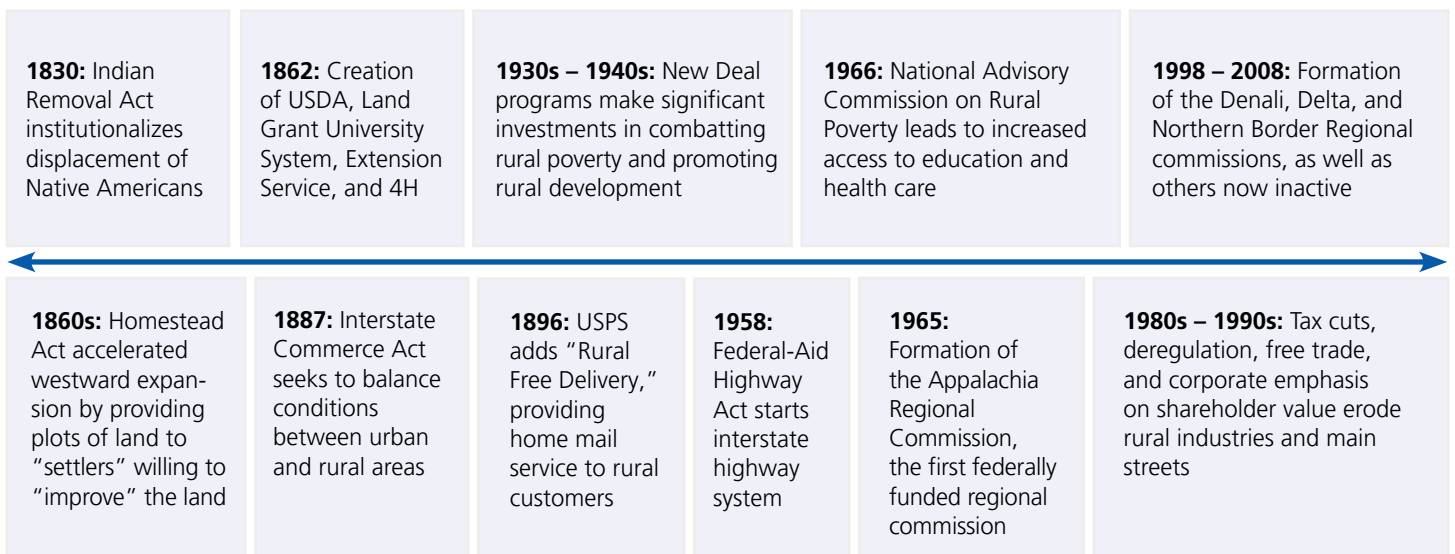 1830: Indian
Removal Act
institutionalizes
displacement of
Native Americans
1862: Creation
of USDA, Land
Grant University
System, Extension
Service, and 4H
1930s – 1940s: New Deal
programs make significant
investments in combatting
rural poverty and promoting
rural development
1966: National Advisory
Commission on Rural
Poverty leads to increased
access to education and
health care
1998 – 2008: Formation
of the Denali, Delta, and
Northern Border Regional
commissions, as well as
others now inactive
1860s: Homestead
Act accelerated
westward expan-
sion by providing
plots of land to
“settlers” willing to
“improve” the land
1887: Interstate
Commerce Act
seeks to balance
conditions
between urban
and rural areas
1896: USPS
adds “Rural
Free Delivery,”
providing
home mail
service to rural
customers
1958:
Federal-Aid
Highway
Act starts
interstate
highway
system
1965:
Formation of
the Appalachia
Regional
Commission,
the first federally
funded regional
commission
1980s – 1990s: Tax cuts,
deregulation, free trade,
and corporate emphasis
on shareholder value erode
rural industries and main
streets